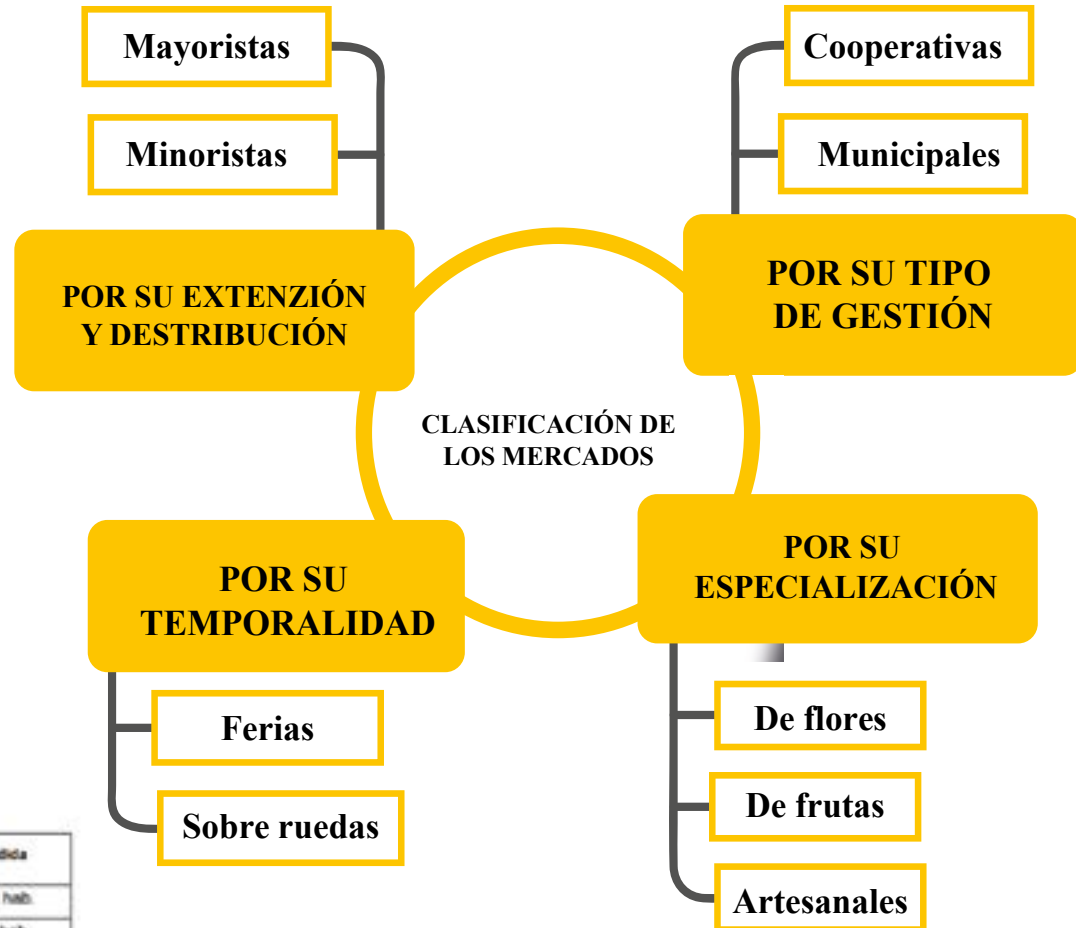 Mayoristas
Minoristas
POR SU EXTENZIÓN
Y DESTRIBUCIÓN
Cooperativas
Municipales
POR SU TIPO
DE GESTIÓN
CLASIFICACIÓN DE
LOS MERCADOS
POR SU
TEMPORALIDAD
Ferias
Sobre ruedas
POR SU
ESPECIALIZACIÓN
De flores
De frutas
Artesanales
hab.